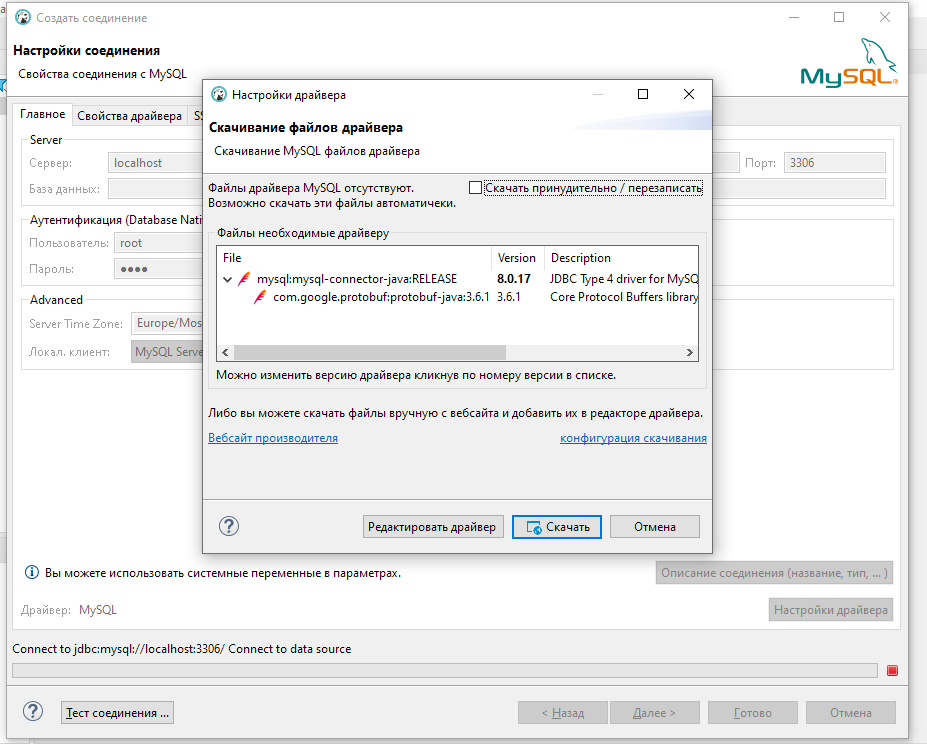 Создать соединение
Настройки соединения
Свойства соединения с MySQL
MySQL
Главное
Свойства драйвера
Server
Сервер:
localhost
Порт:
3306
База данных:
Аутентификация (Database Nati
Пользователь:
root
Пароль:
••••
Advanced
Server Time Zone:
Europe/Mos
Локал. клиент:
MySQL Serve
Настройки драйвера
Скачивание файлов драйвера
Скачивание MySQL файлов драйвера
Файлы драйвера MySQL отсутствуют.
Возможно скачать эти файлы автоматичеки.
Скачать принудительно / перезаписать
Файлы необходимые драйверу
File Version Description
mysql:mysql-connector-java:RELEASE 8.0.17 JDBC Type 4 driver for MySQ
com.google.protobuf:protobuf-java:3.6.1 3.6.1 Core Protocol Buffers library
Можно изменить версию драйвера кликнув по номеру версии в списке.
Либо вы можете скачать файлы вручную с вебсайта и добавить их в редакторе драйвера.
Вебсайт производителя
конфигурация скачивания
Редактировать драйвер
Скачать
Отмена
Вы можете использовать системные переменные в параметрах.
Описание соединения (название, тип, ... )
Драйвер: MySQL
Настройки драйвера
Connect to jdbc:mysql://localhost:3306/ Connect to data source
Тест соединения ...
< Назад
Далее >
Готово
Отмена